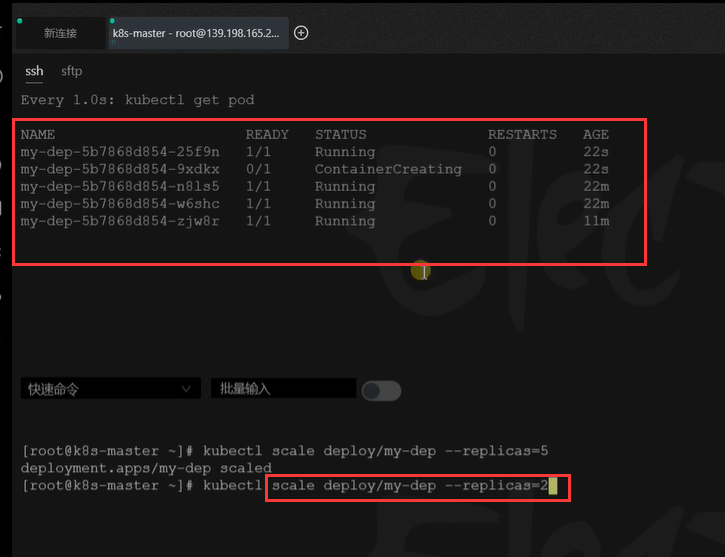 新连接
k8s-master - root@139.198.165.2...
ssh sftp
Every 1.0s: kubectl get pod
NAME READY STATUS RESTARTS AGE
my-dep-5b7868d854-25f9n 1/1 Running 0 22s
my-dep-5b7868d854-9xdkx 0/1 ContainerCreating 0 22s
my-dep-5b7868d854-n8ls5 1/1 Running 0 22m
my-dep-5b7868d854-w6shc 1/1 Running 0 22m
my-dep-5b7868d854-zjw8r 1/1 Running 0 11m
Elec
快速命令 批量输入
[root@k8s-master ~]# kubectl scale deploy/my-dep --replicas=5
deployment.apps/my-dep scaled
[root@k8s-master ~]# kubectl scale deploy/my-dep --replicas=2